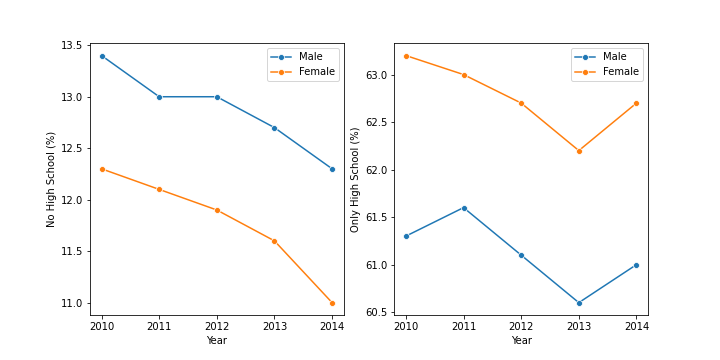 No High School (%)
13.5
13.0
12.5
12.0
11.5
11.0
2010 2011 2012 2013 2014
Year
Male
Female
Only High School (%)
63.0
62.5
62.0
61.5
61.0
60.5
2010 2011 2012 2013 2014
Year
Male
Female